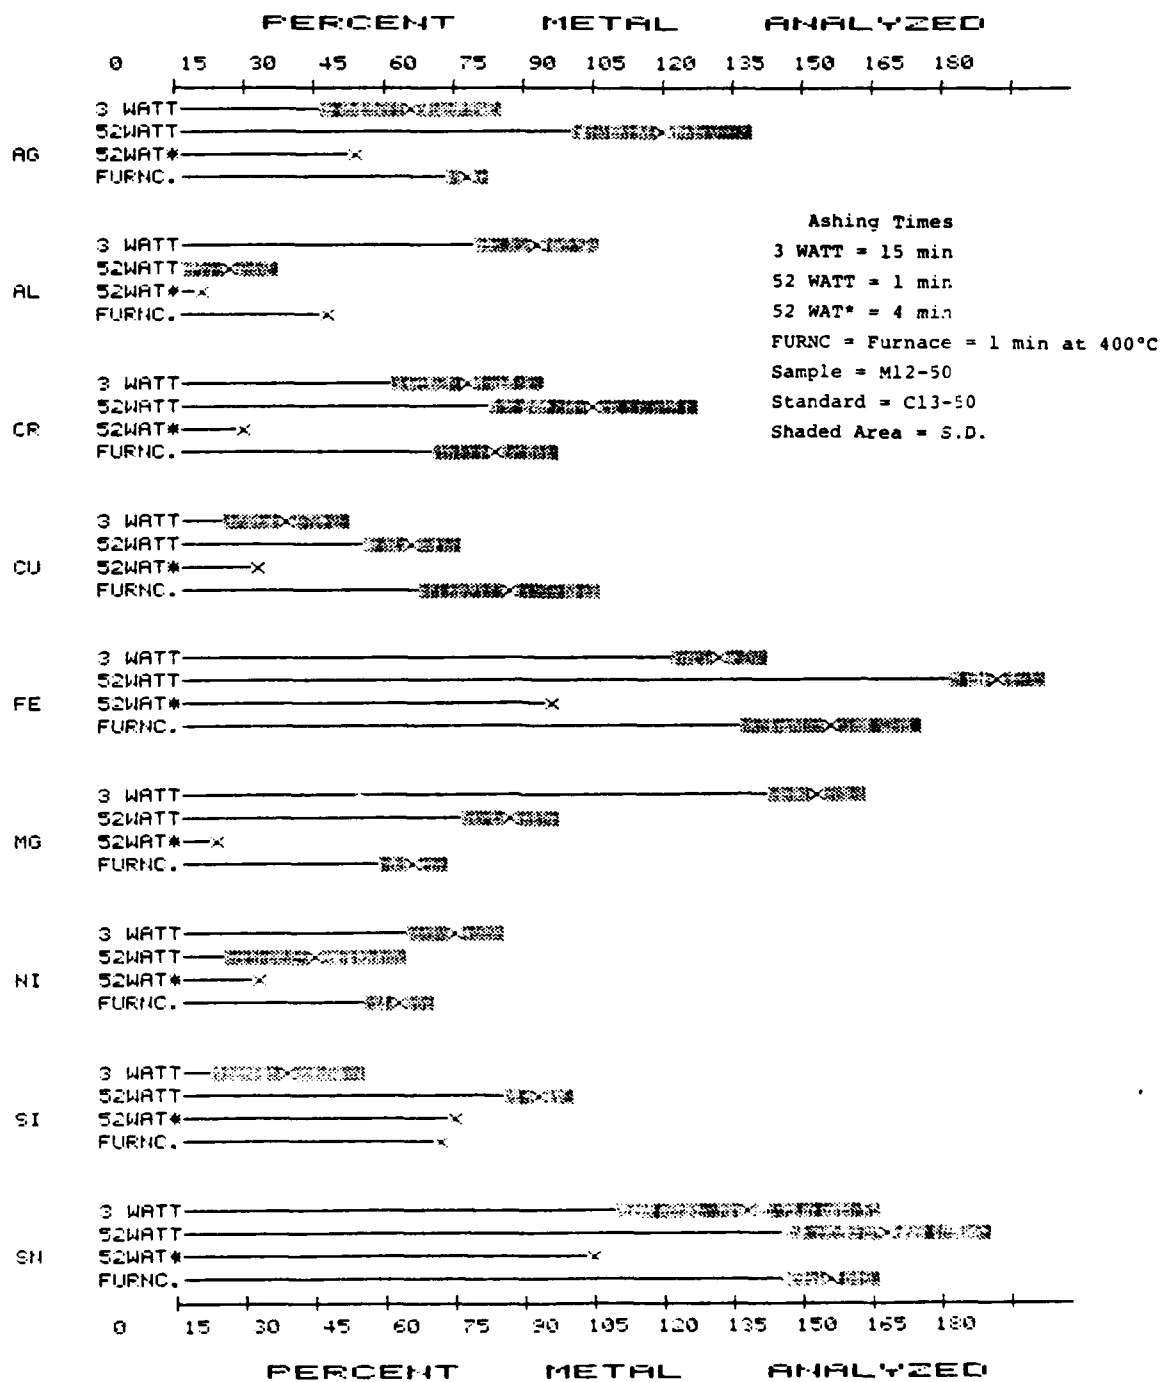 PERCENT METAL ANALYZED
0 15 30 45 60 75 90 105 120 135 150 165 180
3 WATT
52WATT
AG 52WAT*
FURNC.
Ashing Times
3 WATT
3 WATT = 15 min
52WATT
52 WATT = 1 min
AL 52WAT*
52 WAT* = 4 min
FURNC.
FURNC = Furnace = 1 min at 400°C
Sample = M12-50
3 WATT
52WATT
Standard = C13-50
CR 52WAT*
Shaded Area = S.D.
FURNC.
3 WATT
52WATT
CU 52WAT*
FURNC.
3 WATT
52WATT
FE 52WAT*
FURNC.
3 WATT
52WATT
MG 52WAT*
FURNC.
3 WATT
52WATT
NI 52WAT*
FURNC.
3 WATT
52WATT
SI 52WAT*
FURNC.
3 WATT
52WATT
SN 52WAT*
FURNC.
0 15 30 45 60 75 90 105 120 135 150 165 180
PERCENT METAL ANALYZED